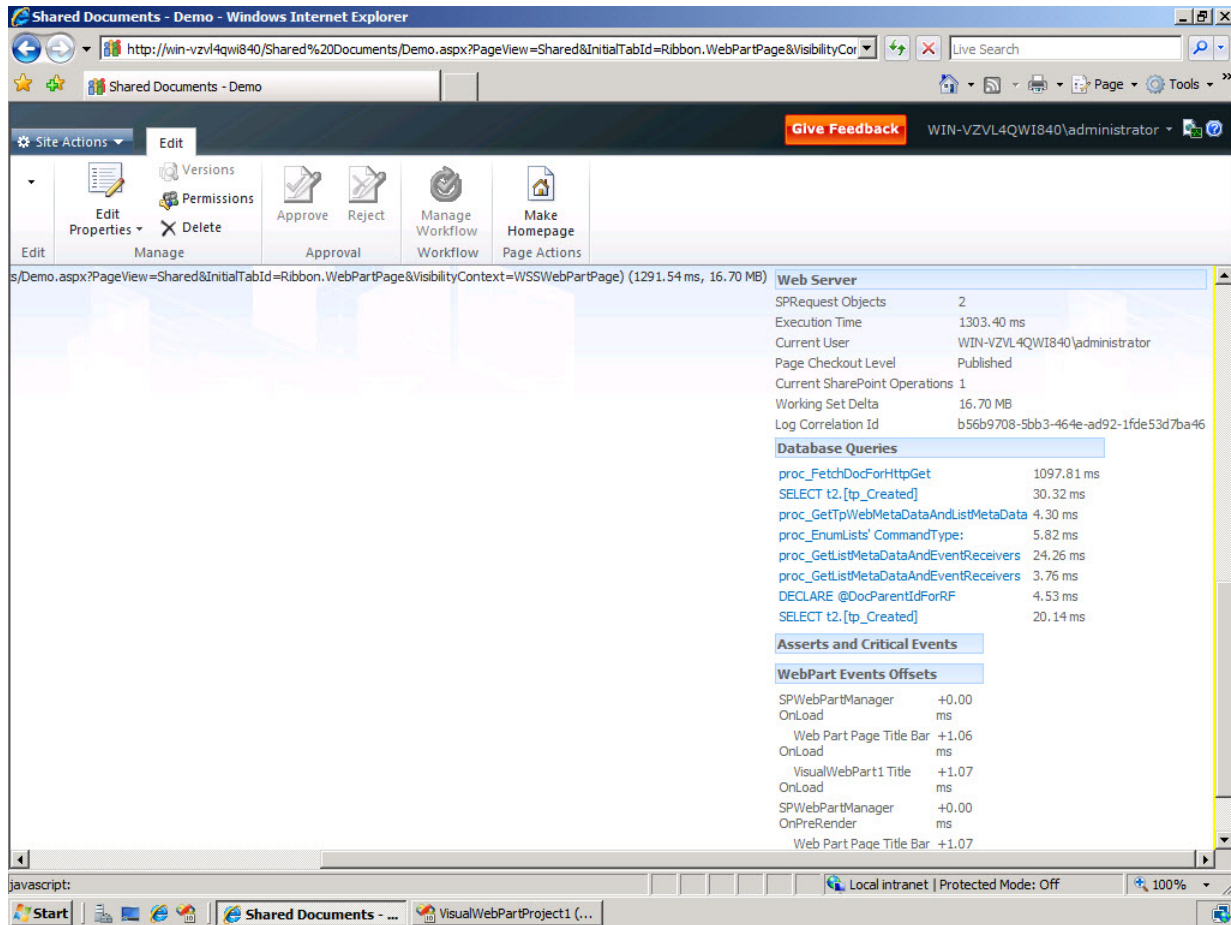 Shared Documents - Demo - Windows Internet Explorer
http://win-vzvl4qwi840/Shared%20Documents/Demo.aspx?PageView=Shared&InitialTabId=Ribbon.WebPartPage&VisibilityCor
Live Search
Shared Documents - Demo
Page
Tools
Site Actions
Edit
Give Feedback
WIN-VZVL4QWI840\administrator
Edit
Properties
Versions
Permissions
Delete
Approve
Reject
Manage
Workflow
Make
Homepage
Edit
Manage
Approval
Workflow
Page Actions
s/Demo.aspx?PageView=Shared&InitialTabId=Ribbon.WebPartPage&VisibilityContext=WSSWebPartPage) (1291.54 ms, 16.70 MB)
Web Server
SPRequest Objects 2
Execution Time 1303.40 ms
Current User WIN-VZVL4QWI840\administrator
Page Checkout Level Published
Current SharePoint Operations 1
Working Set Delta 16.70 MB
Log Correlation Id b56b9708-5bb3-464e-ad92-1fde53d7ba46
Database Queries
proc_FetchDocForHttpGet 1097.81 ms
SELECT t2.[tp_Created] 30.32 ms
proc_GetTpWebMetaDataAndListMetaData 4.30 ms
proc_EnumLists' CommandType: 5.82 ms
proc_GetListMetaDataAndEventReceivers 24.26 ms
proc_GetListMetaDataAndEventReceivers 3.76 ms
DECLARE @DocParentIdForRF 4.53 ms
SELECT t2.[tp_Created] 20.14 ms
Asserts and Critical Events
WebPart Events Offsets
SPWebPartManager +0.00
OnLoad ms
Web Part Page Title Bar +1.06
OnLoad ms
VisualWebPart1 Title +1.07
OnLoad ms
SPWebPartManager +0.00
OnPreRender ms
Web Part Page Title Bar +1.07
javascript:
Local intranet | Protected Mode: Off
100%
Start
Shared Documents - ...
VisualWebPartProject1 (...